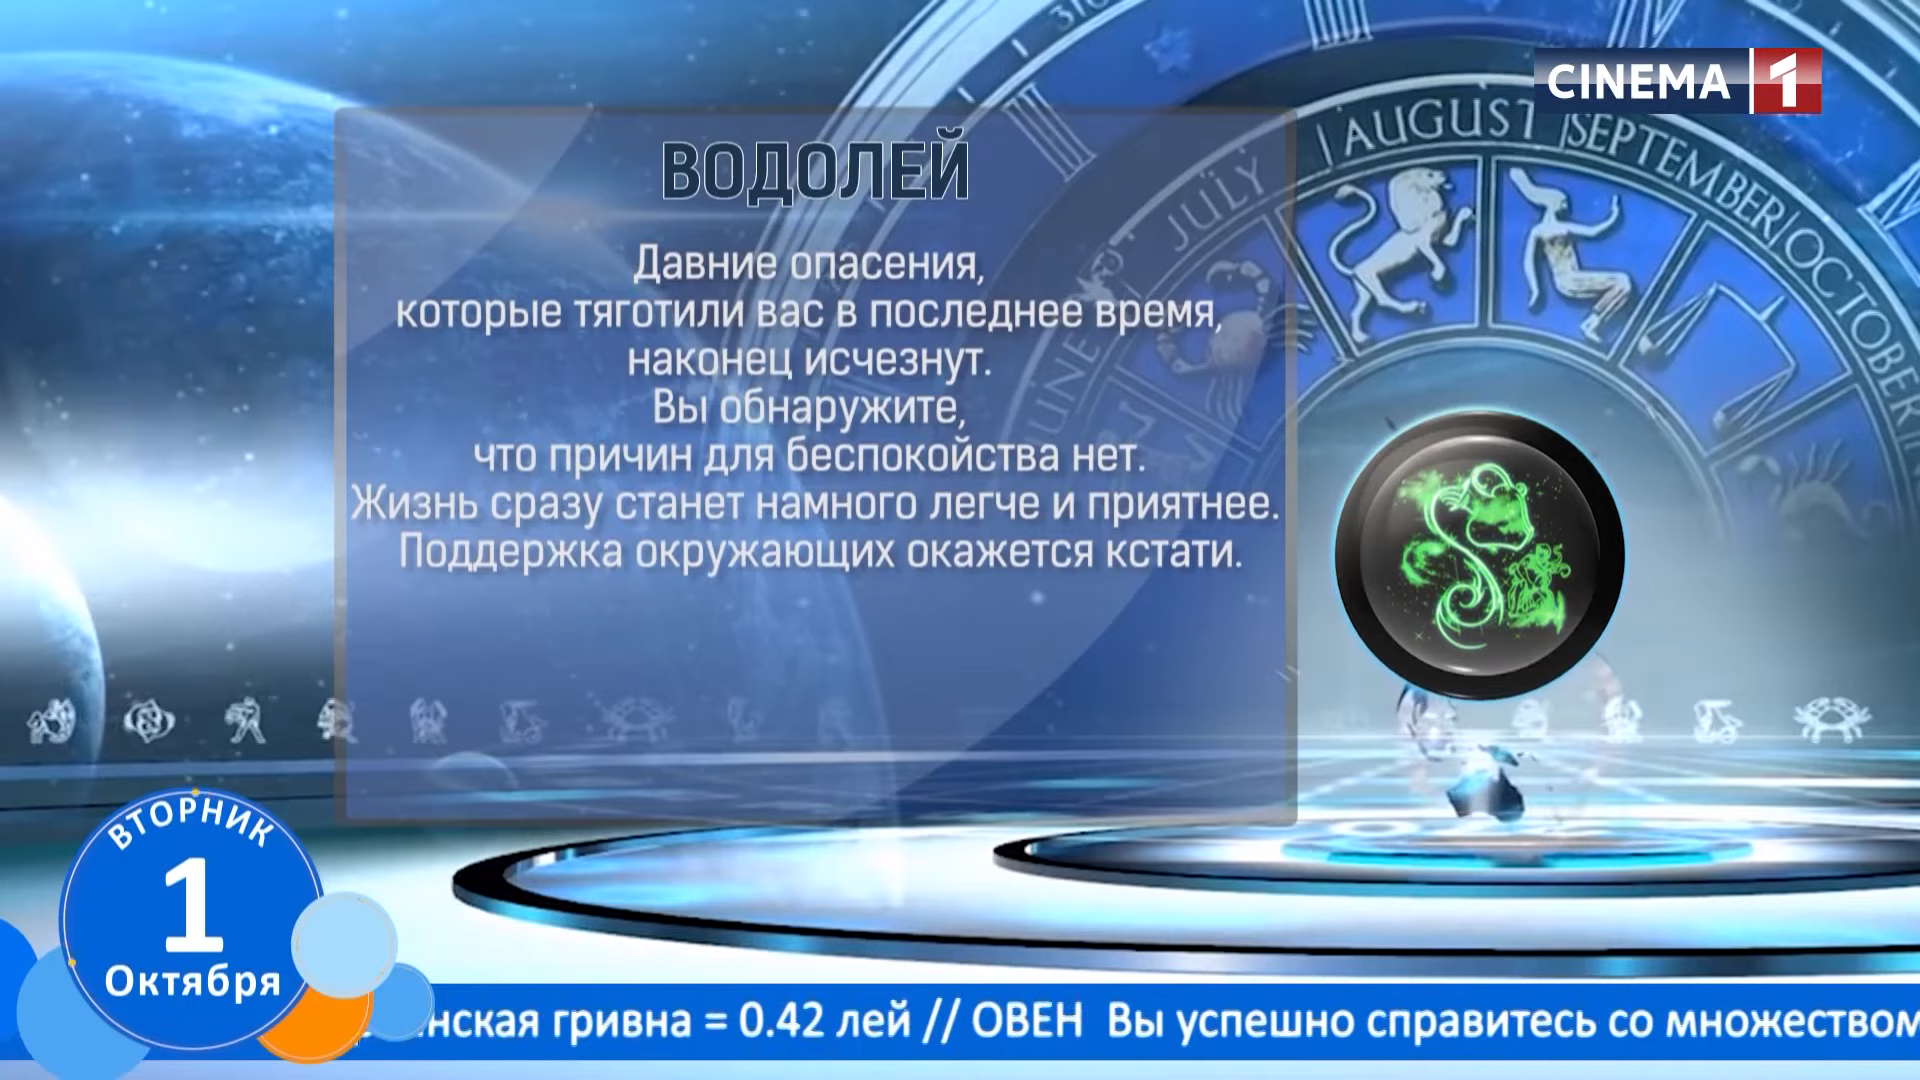 CINEMA 1
JULY
AUGUST
SEPTEMBER
OCTOBER
JUNE
ВОДОЛЕЙ
Давние опасения,
которые тяготили вас в последнее время,
наконец исчезнут.
Вы обнаружите,
что причин для беспокойства нет.
Жизнь сразу станет намного легче и приятнее.
Поддержка окружающих окажется кстати.
ВТОРНИК
1
Октября
нская гривна = 0.42 лей // ОВЕН Вы успешно справитесь со множеством